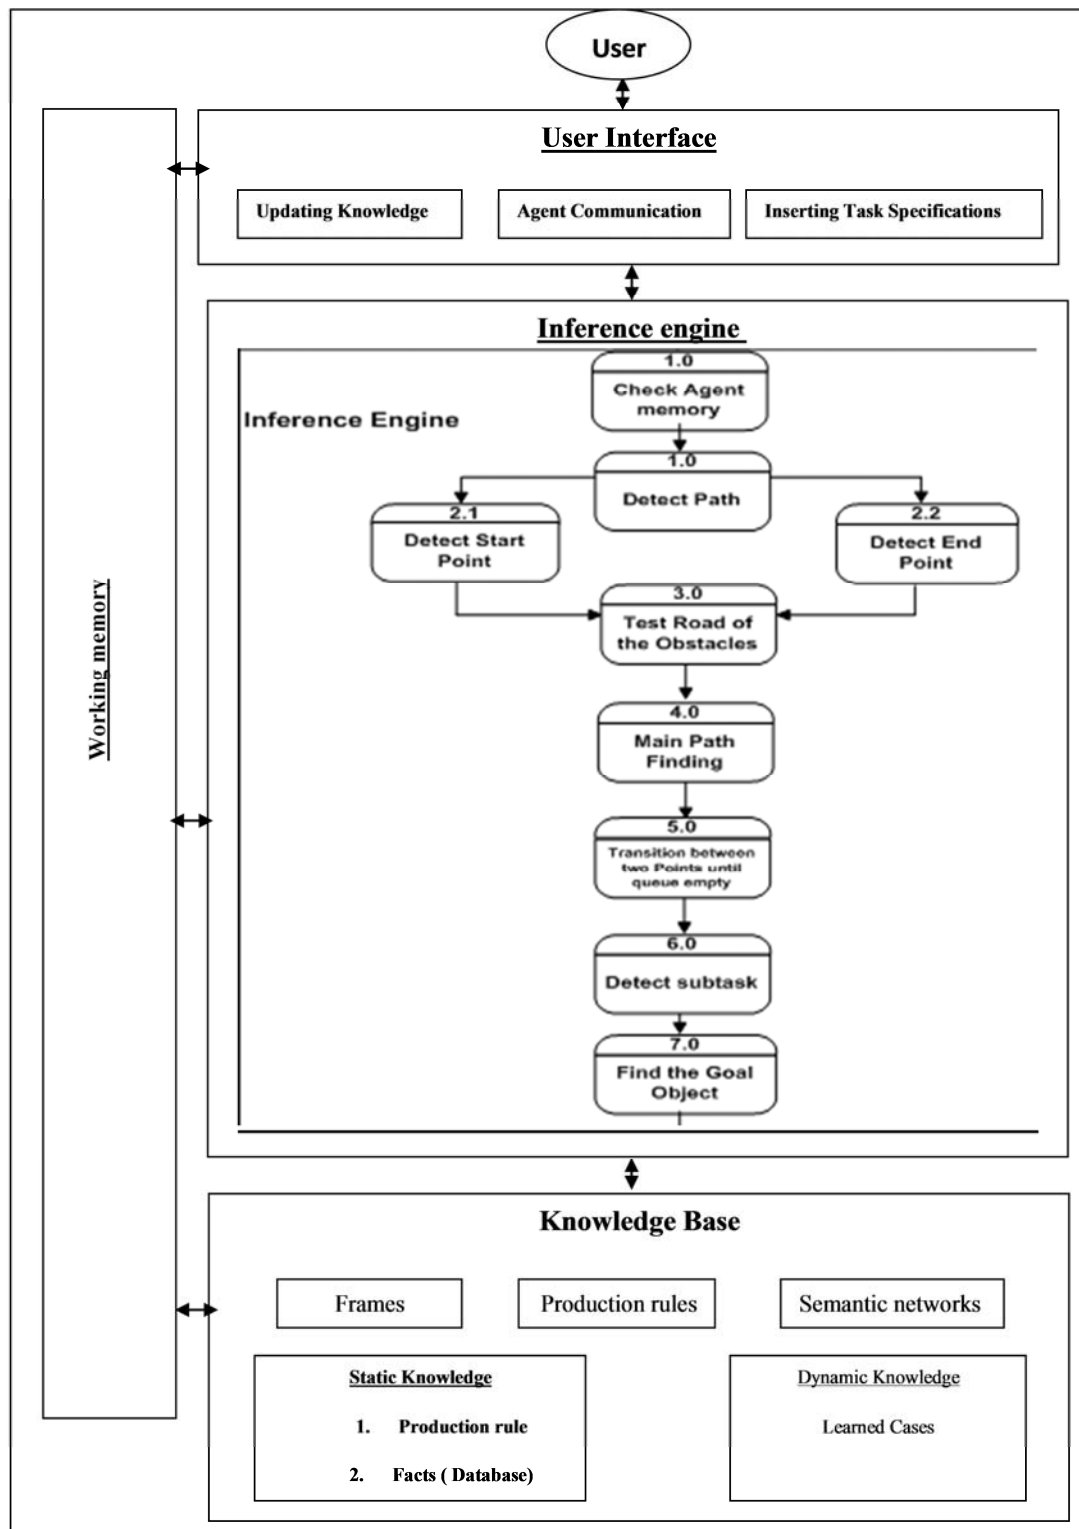 User
User Interface
Updating Knowledge
Agent Communication
Inserting Task Specifications
Working memory
Inference engine
Inference Engine
1.0
Check Agent
memory
1.0
Detect Path
2.1
Detect Start
Point
2.2
Detect End
Point
3.0
Test Road of
the Obstacles
4.0
Main Path
Finding
5.0
Transition between
two Points until
queue empty
6.0
Detect subtask
7.0
Find the Goal
Object
Knowledge Base
Frames
Production rules
Semantic networks
Static Knowledge
1. Production rule
2. Facts ( Database)
Dynamic Knowledge
Learned Cases